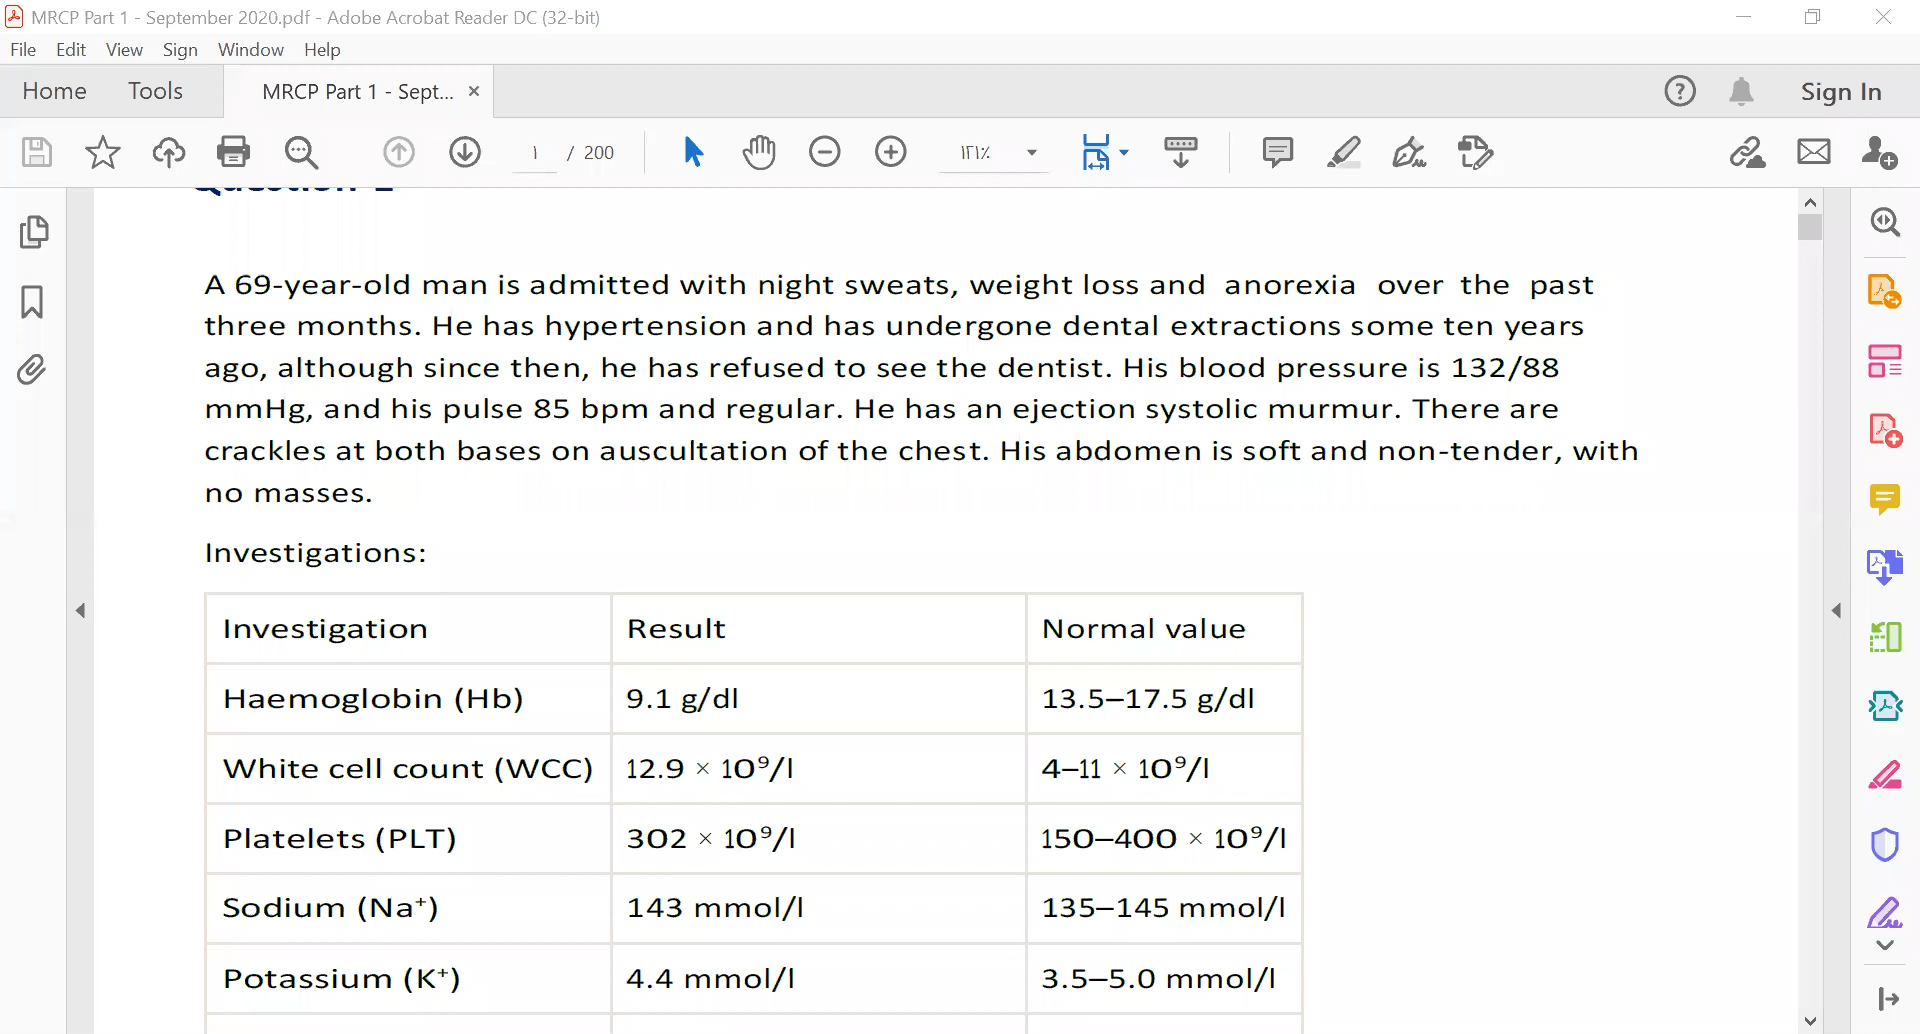 MRCP Part 1 - September 2020.pdf - Adobe Acrobat Reader DC (32-bit)
File Edit View Sign Window Help
Home Tools MRCP Part 1 - Sept... Sign In
١ / 200 ١٢١٪
A 69-year-old man is admitted with night sweats, weight loss and anorexia over the past
three months. He has hypertension and has undergone dental extractions some ten years
ago, although since then, he has refused to see the dentist. His blood pressure is 132/88
mmHg, and his pulse 85 bpm and regular. He has an ejection systolic murmur. There are
crackles at both bases on auscultation of the chest. His abdomen is soft and non-tender, with
no masses.
Investigations:
Investigation Result Normal value
Haemoglobin (Hb) 9.1 g/dl 13.5–17.5 g/dl
White cell count (WCC) 12.9 × 10⁹/l 4–11 × 10⁹/l
Platelets (PLT) 302 × 10⁹/l 150–400 × 10⁹/l
Sodium (Na⁺) 143 mmol/l 135–145 mmol/l
Potassium (K⁺) 4.4 mmol/l 3.5–5.0 mmol/l